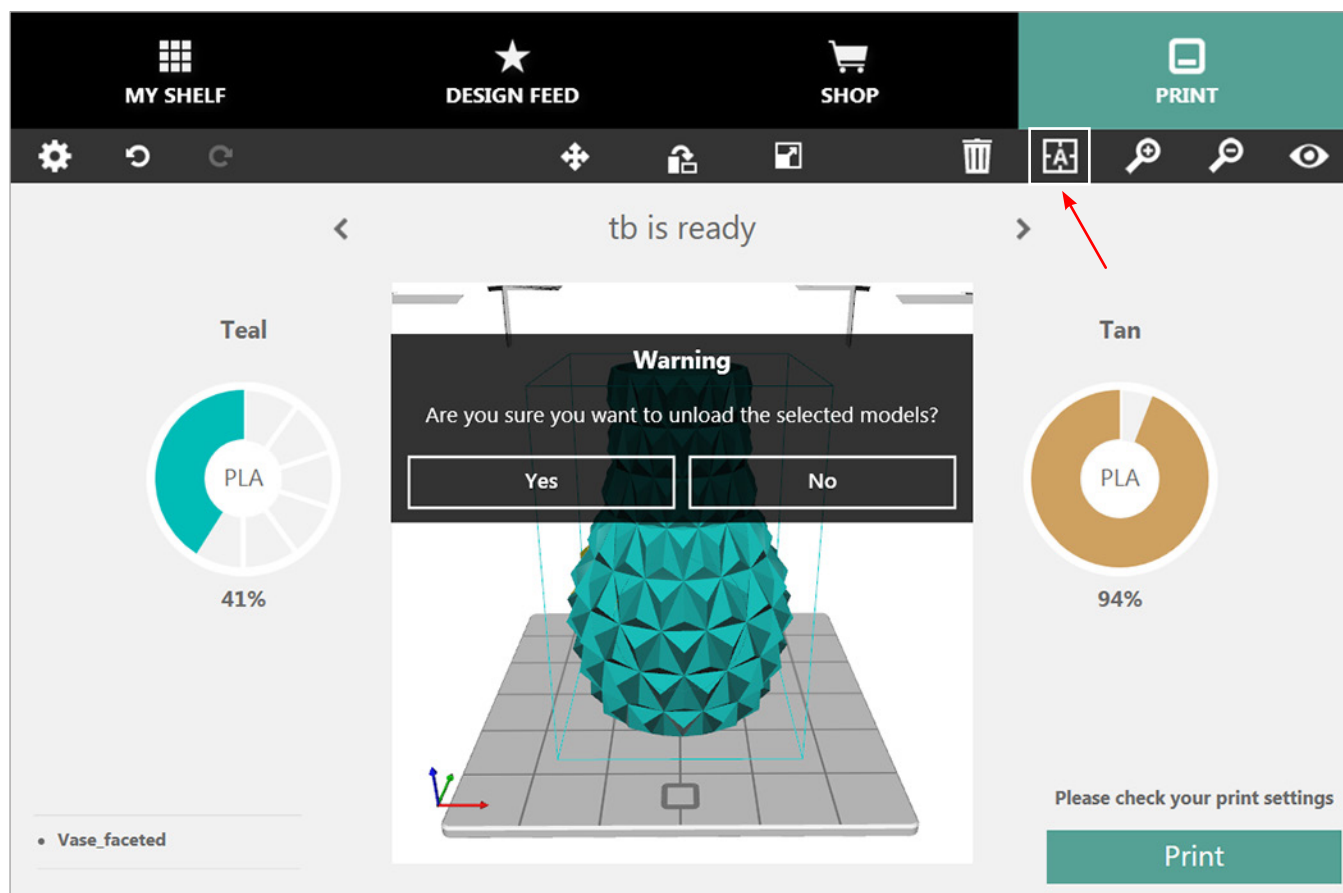 MY SHELF
DESIGN FEED
SHOP
PRINT
A
tb is ready
Teal
Tan
Warning
Are you sure you want to unload the selected models?
Yes
No
PLA
PLA
41%
94%
Please check your print settings
Vase_faceted
Print